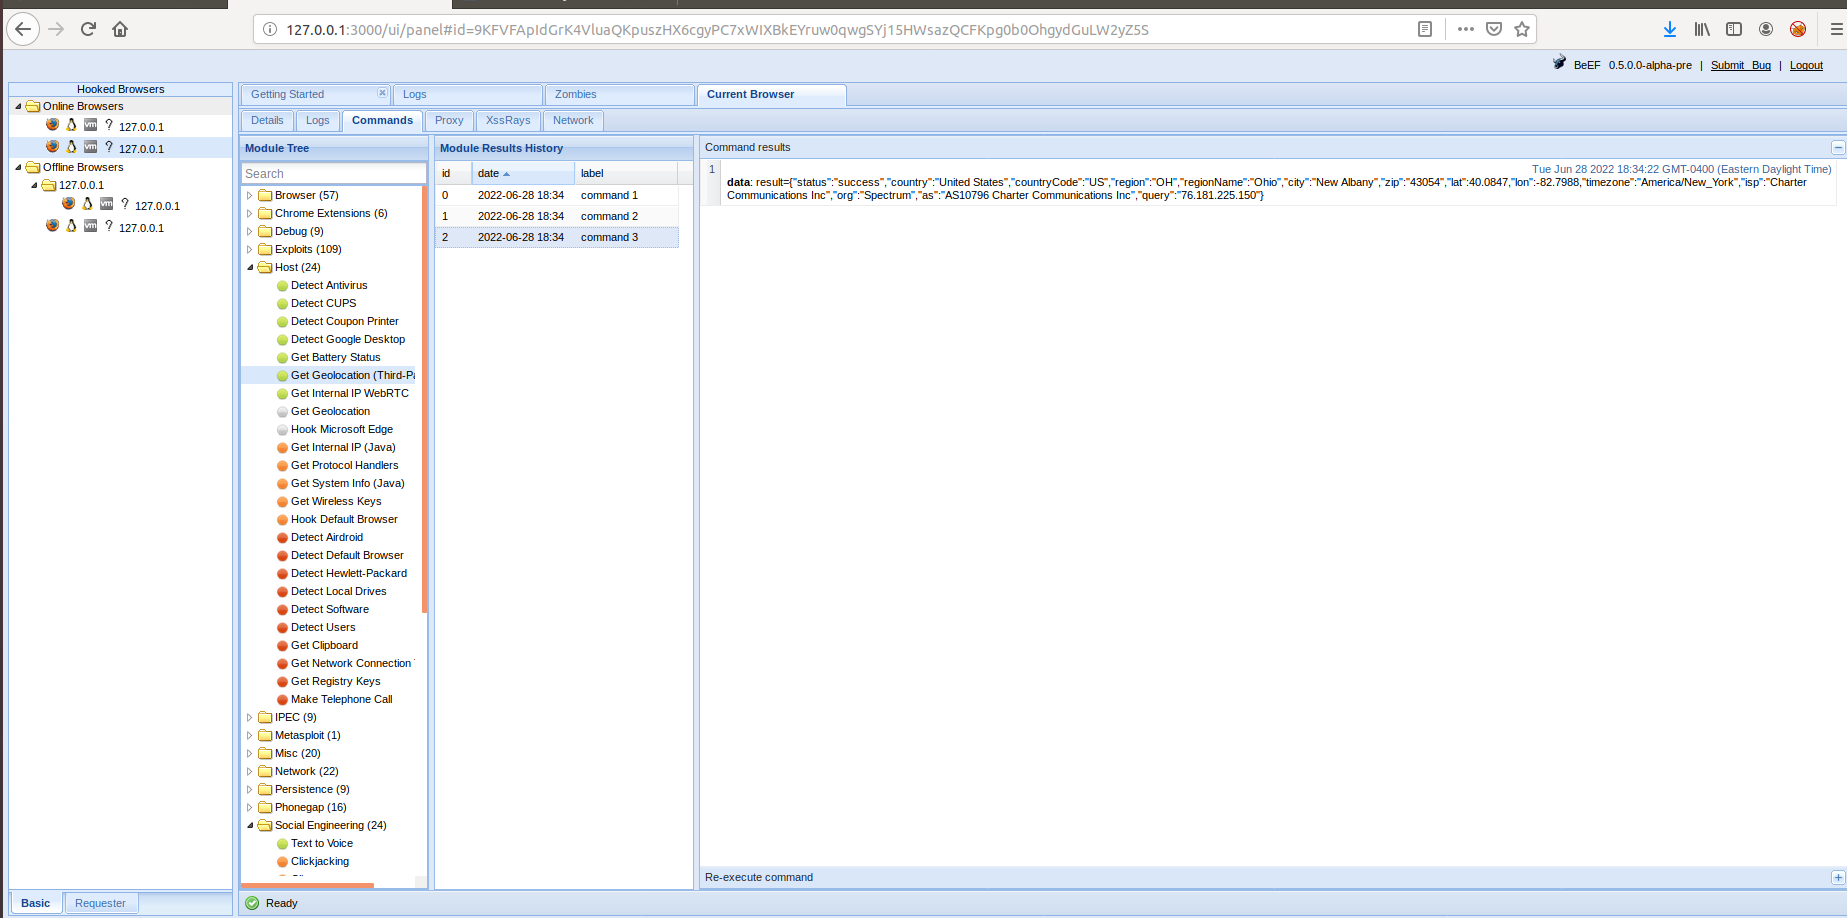 127.0.0.1:3000/ui/panel#id=9KFVFApIdGrK4VluaQKpuszHX6cgyPC7xWIXBkEYruw0qwgSYj15HWsazQCFKpg0b0OhgydGuLW2yZ5S
BeEF 0.5.0.0-alpha-pre | Submit Bug | Logout
Hooked Browsers
Online Browsers
? 127.0.0.1
? 127.0.0.1
Offline Browsers
127.0.0.1
? 127.0.0.1
? 127.0.0.1
Basic Requester
Getting Started Logs Zombies Current Browser
Details Logs Commands Proxy XssRays Network
Module Tree
Search
Browser (57)
Chrome Extensions (6)
Debug (9)
Exploits (109)
Host (24)
Detect Antivirus
Detect CUPS
Detect Coupon Printer
Detect Google Desktop
Get Battery Status
Get Geolocation (Third-Pa
Get Internal IP WebRTC
Get Geolocation
Hook Microsoft Edge
Get Internal IP (Java)
Get Protocol Handlers
Get System Info (Java)
Get Wireless Keys
Hook Default Browser
Detect Airdroid
Detect Default Browser
Detect Hewlett-Packard
Detect Local Drives
Detect Software
Detect Users
Get Clipboard
Get Network Connection
Get Registry Keys
Make Telephone Call
IPEC (9)
Metasploit (1)
Misc (20)
Network (22)
Persistence (9)
Phonegap (16)
Social Engineering (24)
Text to Voice
Clickjacking
Module Results History
id date label
0 2022-06-28 18:34 command 1
1 2022-06-28 18:34 command 2
2 2022-06-28 18:34 command 3
Command results
1 Tue Jun 28 2022 18:34:22 GMT-0400 (Eastern Daylight Time)
data: result={"status":"success","country":"United States","countryCode":"US","region":"OH","regionName":"Ohio","city":"New Albany","zip":"43054","lat":40.0847,"lon":-82.7988,"timezone":"America/New_York","isp":"Charter
Communications Inc","org":"Spectrum","as":"AS10796 Charter Communications Inc","query":"76.181.225.150"}
Re-execute command
Ready